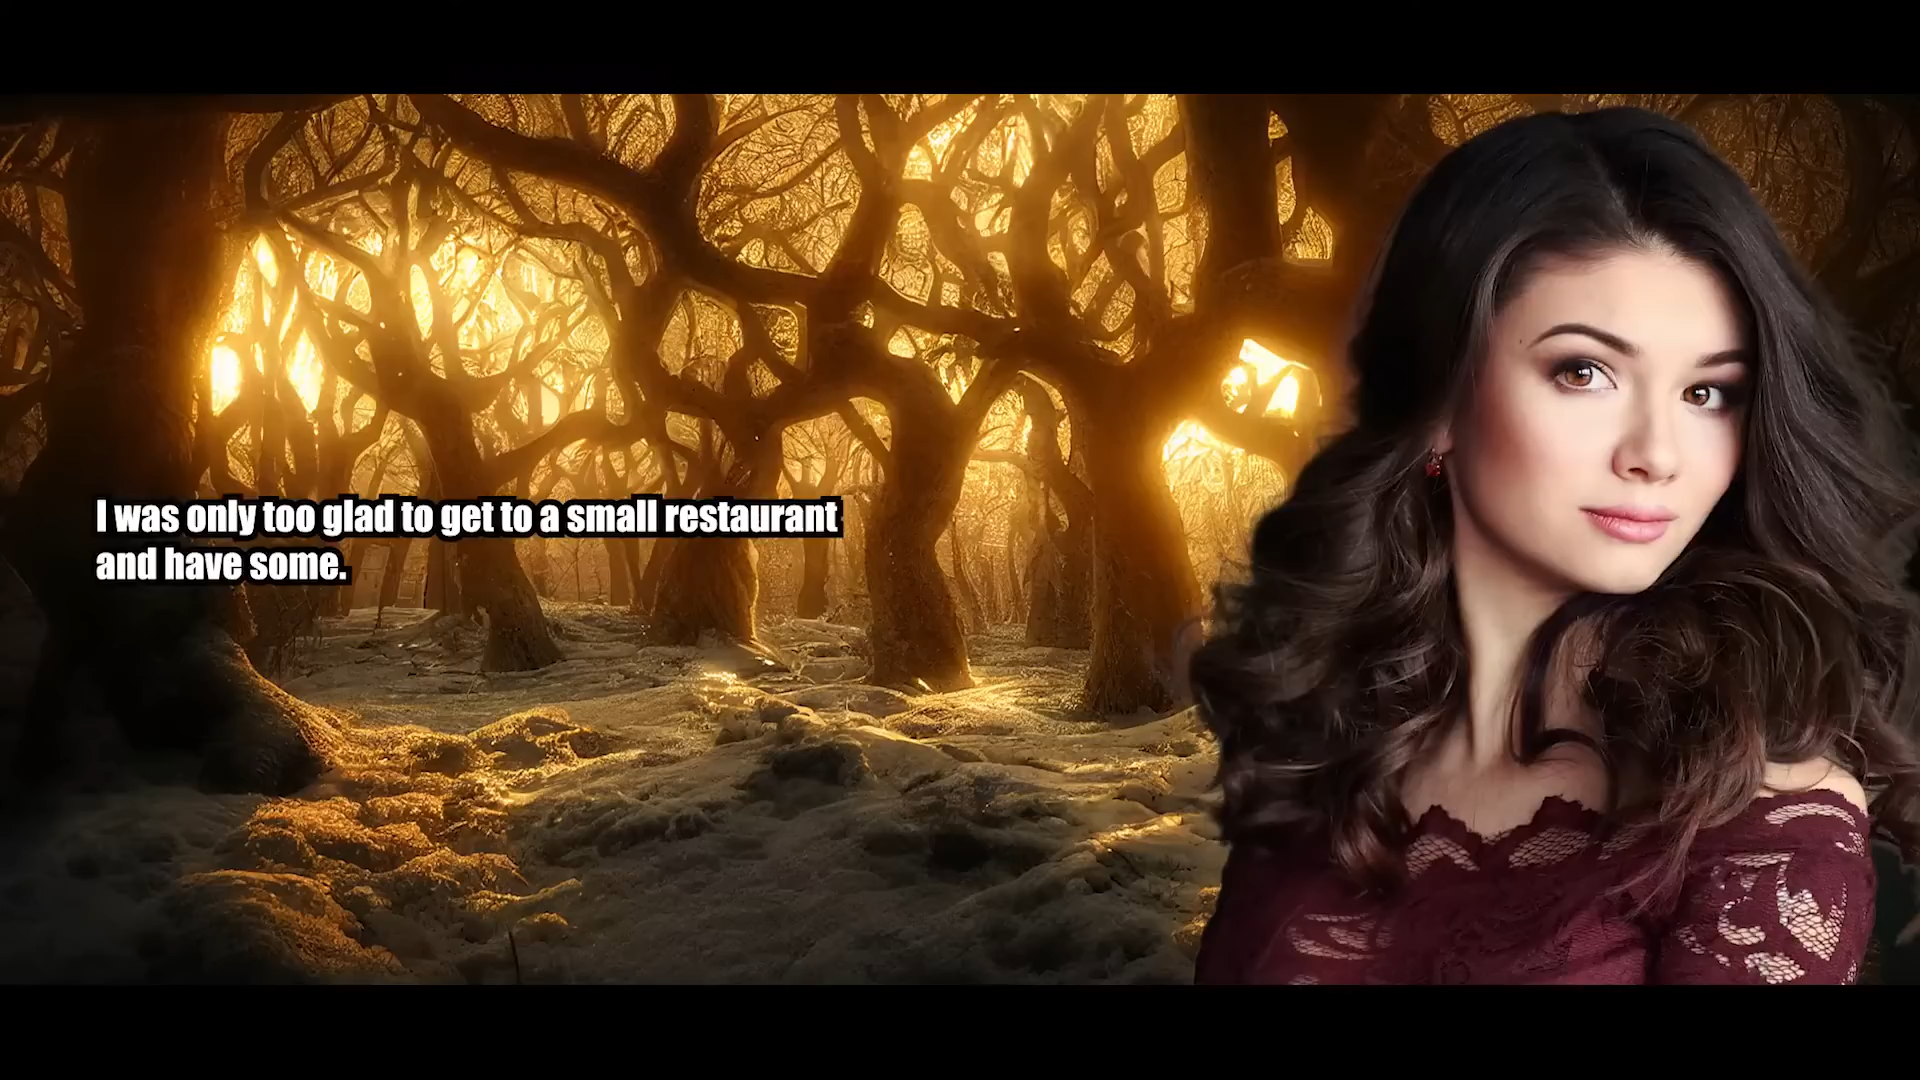 I was only too glad to get to a small restaurant
and have some.